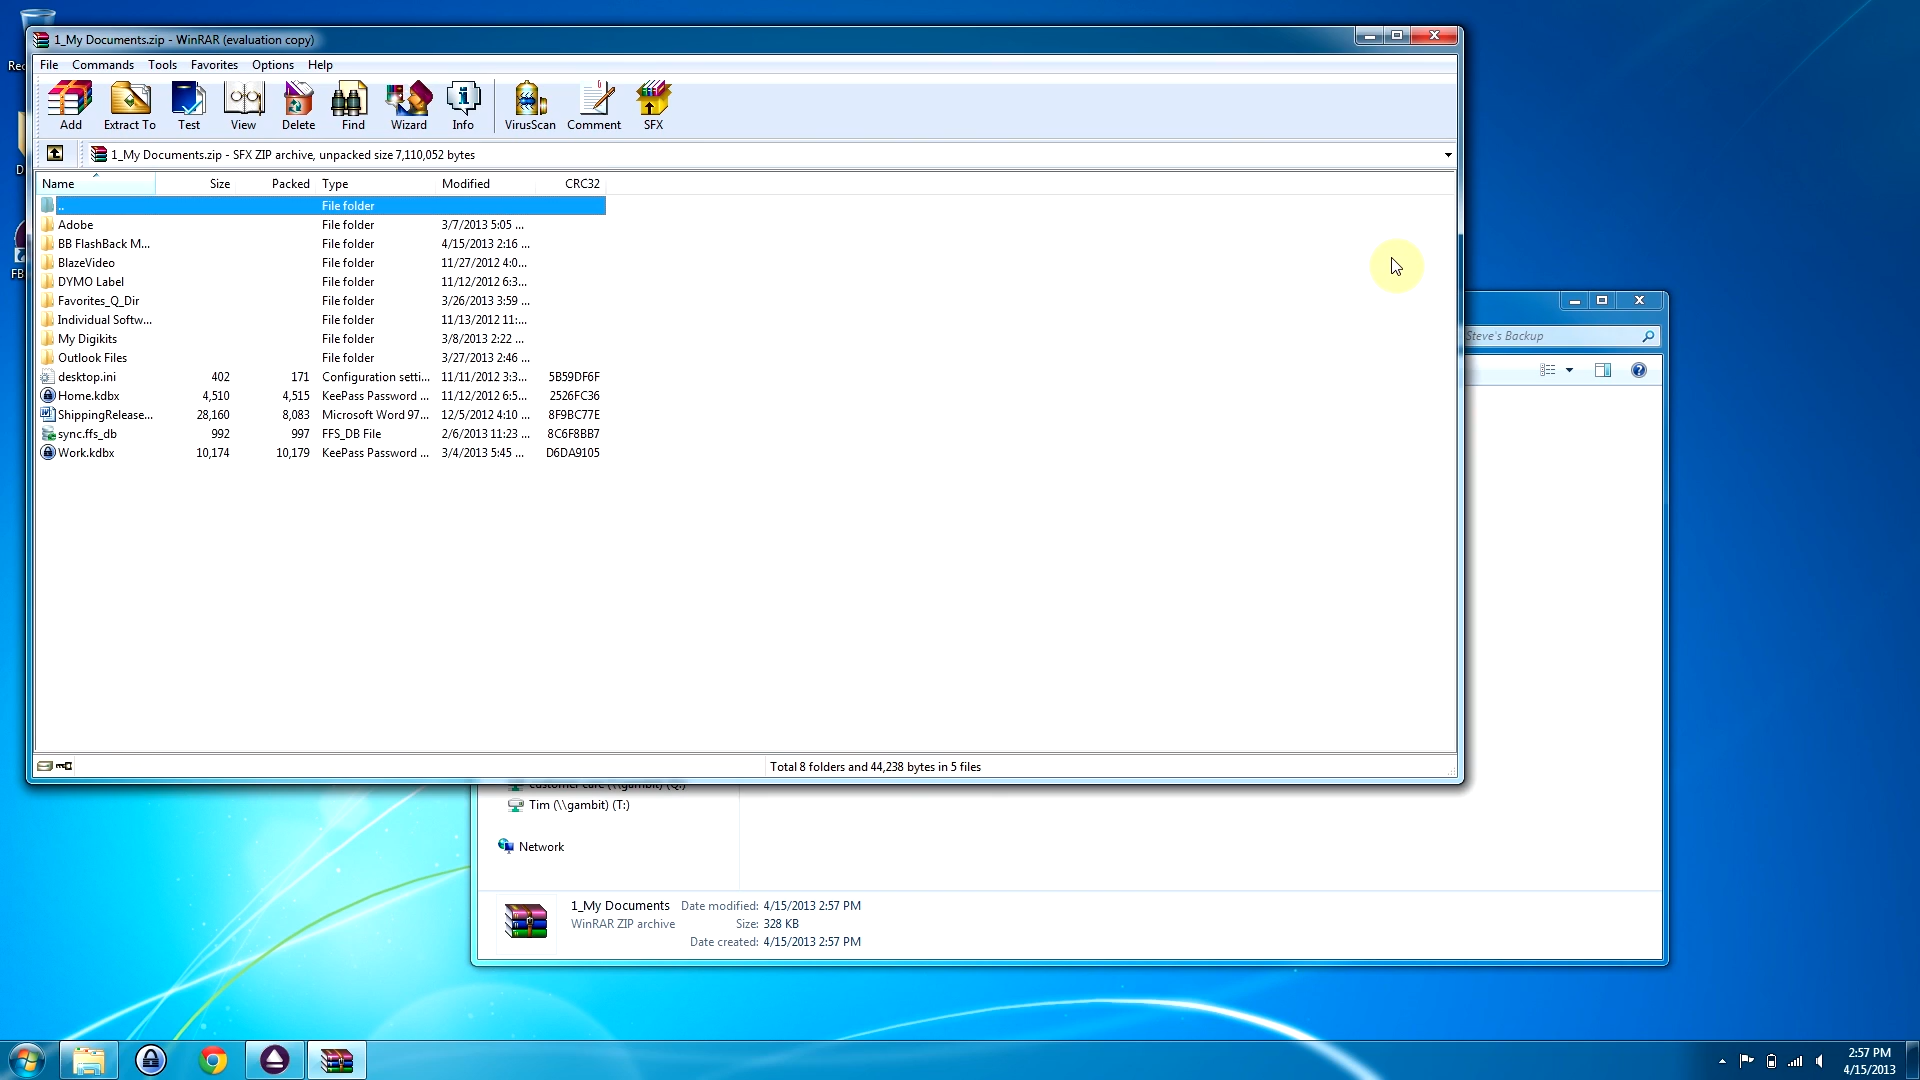 1_My Documents.zip - WinRAR (evaluation copy)
File Commands Tools Favorites Options Help
Add Extract To Test View Delete Find Wizard Info VirusScan Comment SFX
1_My Documents.zip - SFX ZIP archive, unpacked size 7,110,052 bytes
Name Size Packed Type Modified CRC32
.. File folder
Adobe File folder 3/7/2013 5:05 ...
BB FlashBack M... File folder 4/15/2013 2:16 ...
BlazeVideo File folder 11/27/2012 4:0...
DYMO Label File folder 11/12/2012 6:3...
Favorites_Q_Dir File folder 3/26/2013 3:59 ...
Individual Softw... File folder 11/13/2012 11:...
My Digikits File folder 3/8/2013 2:22 ...
Outlook Files File folder 3/27/2013 2:46 ...
desktop.ini 402 171 Configuration setti... 11/11/2012 3:3... 5B59DF6F
Home.kdbx 4,510 4,515 KeePass Password ... 11/12/2012 6:5... 2526FC36
ShippingRelease... 28,160 8,083 Microsoft Word 97... 12/5/2012 4:10 ... 8F9BC77E
sync.ffs_db 992 997 FFS_DB File 2/6/2013 11:23 ... 8C6F8BB7
Work.kdbx 10,174 10,179 KeePass Password ... 3/4/2013 5:45 ... D6DA9105
Total 8 folders and 44,238 bytes in 5 files
Steve's Backup
customer care (\\gambit) (Q:)
Tim (\\gambit) (T:)
Network
1_My Documents Date modified: 4/15/2013 2:57 PM
WinRAR ZIP archive Size: 328 KB
Date created: 4/15/2013 2:57 PM
2:57 PM
4/15/2013